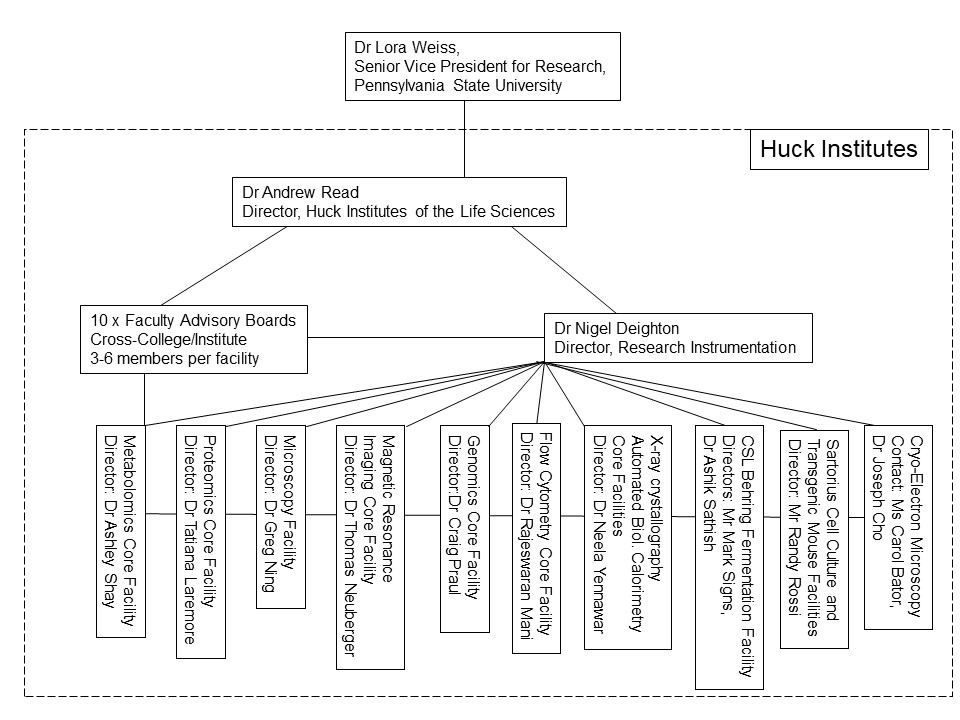 Dr Lora Weiss,
Senior Vice President for Research,
Pennsylvania State University
Huck Institutes
Dr Andrew Read
Director, Huck Institutes of the Life Sciences
10 x Faculty Advisory Boards
Cross-College/Institute
3-6 members per facility
Dr Nigel Deighton
Director, Research Instrumentation
Metabolomics Core Facility
Director: Dr Ashley Shay
Proteomics Core Facility
Director: Dr Tatiana Laremore
Microscopy Facility
Director: Dr Greg Ning
Magnetic Resonance
Imaging Core Facility
Director: Dr Thomas Neuberger
Genomics Core Facility
Director:Dr Craig Praul
Flow Cytometry Core Facility
Director: Dr Rajeswaran Mani
X-ray crystallography
Automated Biol. Calorimetry
Core Facilities
Director: Dr Neela Yennawar
CSL Behring Fermentation Facility
Directors: Mr Mark Signs,
Dr Ashik Sathish
Sartorius Cell Culture and
Transgenic Mouse Facilities
Director: Mr Randy Rossi
Cryo-Electron Microscopy
Contact: Ms Carol Bator,
Dr Joseph Cho